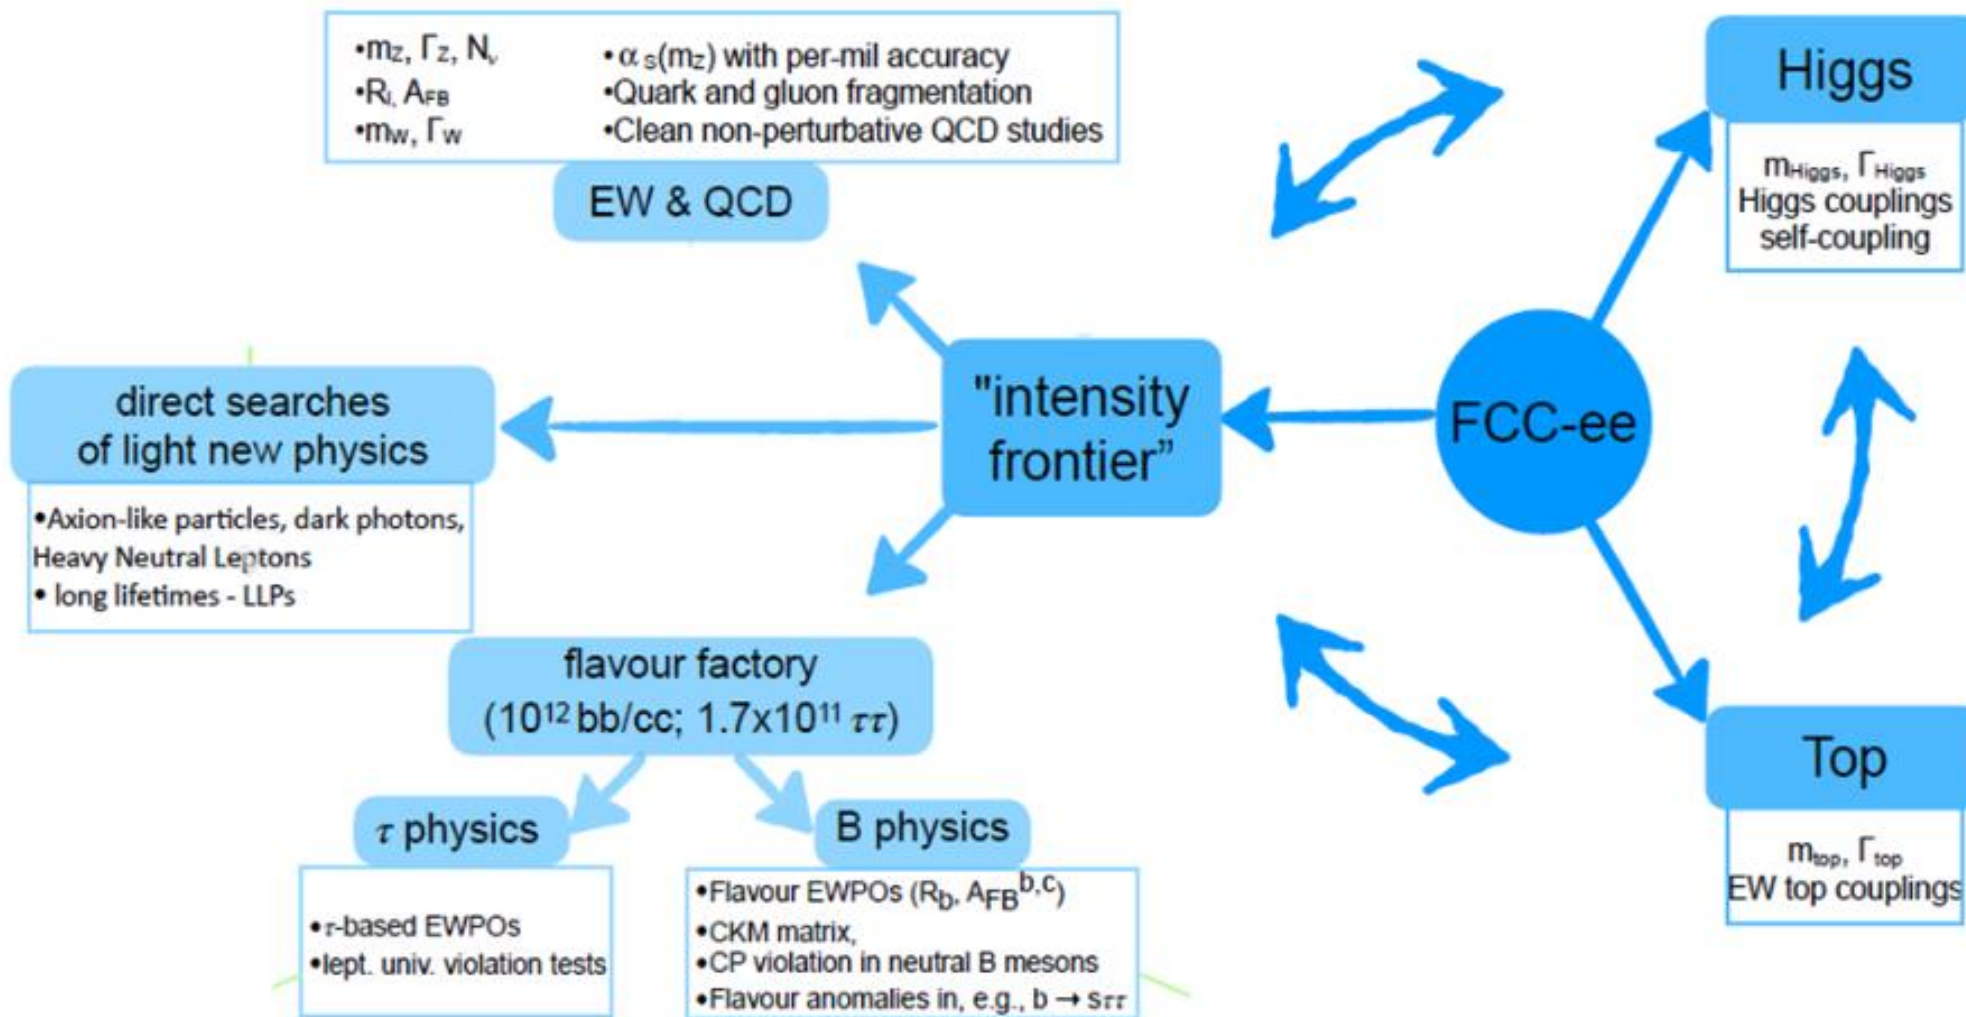 •mZ, ΓZ, Nν
•Rl, AFB
•mW, ΓW
•αs(mZ) with per-mil accuracy
•Quark and gluon fragmentation
•Clean non-perturbative QCD studies
EW & QCD
Higgs
mHiggs, ΓHiggs
Higgs couplings
self-coupling
direct searches
of light new physics
•Axion-like particles, dark photons,
Heavy Neutral Leptons
• long lifetimes - LLPs
"intensity
frontier”
FCC-ee
flavour factory
(10¹² bb/cc; 1.7x10¹¹ ττ)
τ physics
•τ-based EWPOs
•lept. univ. violation tests
B physics
•Flavour EWPOs (Rb, AFBb,c)
•CKM matrix,
•CP violation in neutral B mesons
•Flavour anomalies in, e.g., b → sττ
Top
mtop, Γtop
EW top couplings